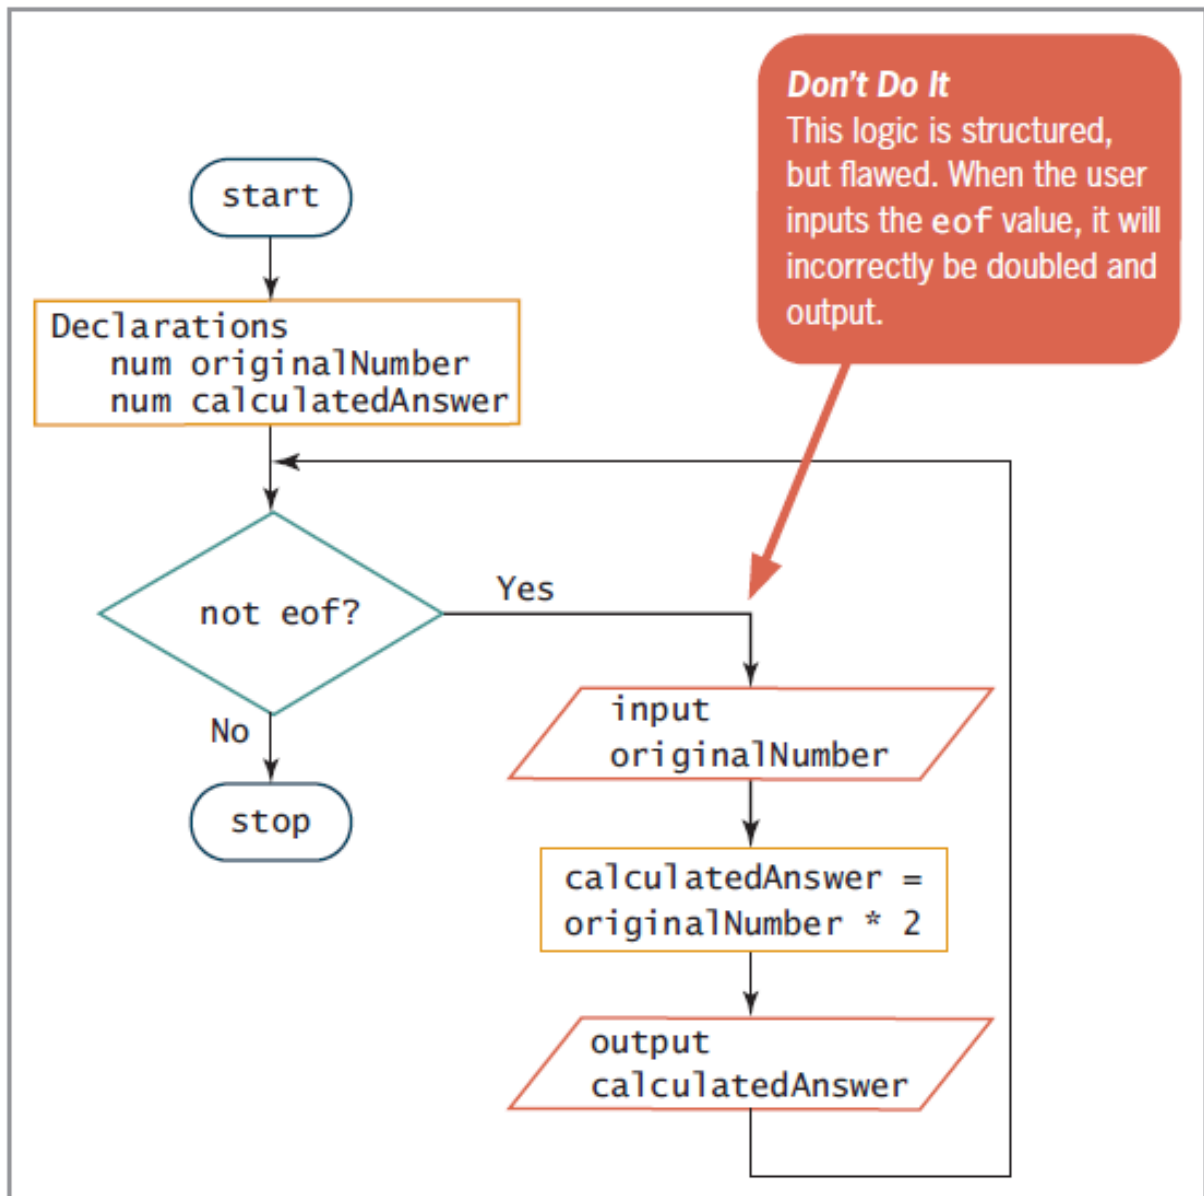 Don't Do It
This logic is structured,
but flawed. When the user
inputs the eof value, it will
incorrectly be doubled and
output.
start
Declarations
num originalNumber
num calculatedAnswer
not eof?
Yes
No
stop
input
originalNumber
calculatedAnswer =
originalNumber * 2
output
calculatedAnswer